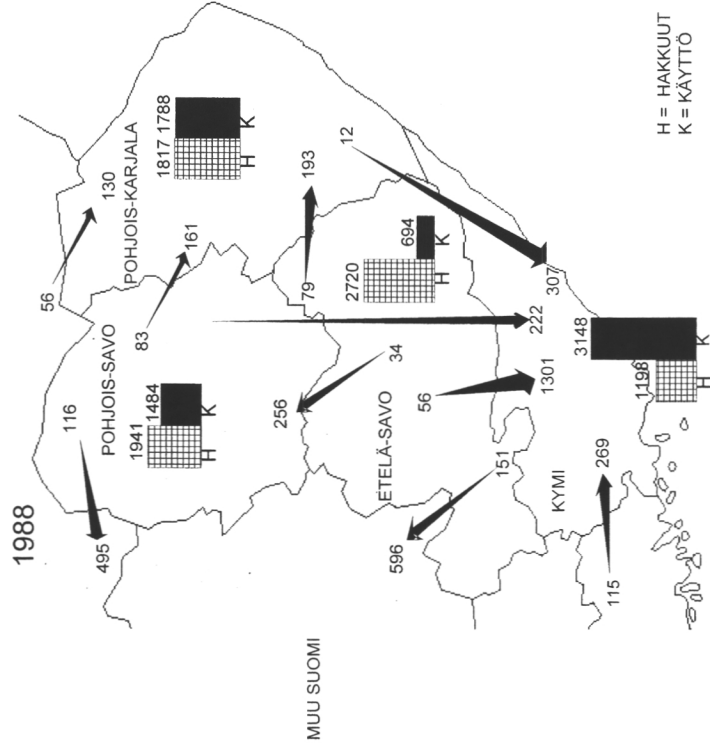 1988
56
130
POHJOIS-KARJALA
1817 1788
H K
116
495
POHJOIS-SAVO
83
161
1941 1484
H K
79
193
12
256
34
2720 694
H K
ETELÄ-SAVO
56
222
307
1301
151
596
MUU SUOMI
KYMI
115
269
1198 3148
H K
H = HAKKUUT
K = KÄYTTÖ